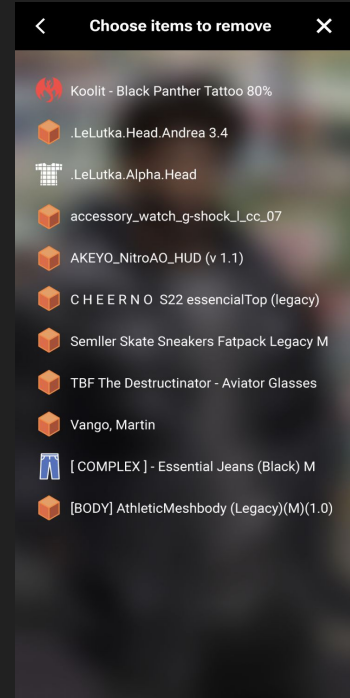 Choose items to remove
Koolit - Black Panther Tattoo 80%
.LeLutka.Head.Andrea 3.4
.LeLutka.Alpha.Head
accessory_watch_g-shock_l_cc_07
AKEYO_NitroAO_HUD (v 1.1)
C H E E R N O  S22 essencialTop (legacy)
Semller Skate Sneakers Fatpack Legacy M
TBF The Destructinator - Aviator Glasses
Vango, Martin
[ COMPLEX ] - Essential Jeans (Black) M
[BODY] AthleticMeshbody (Legacy)(M)(1.0)